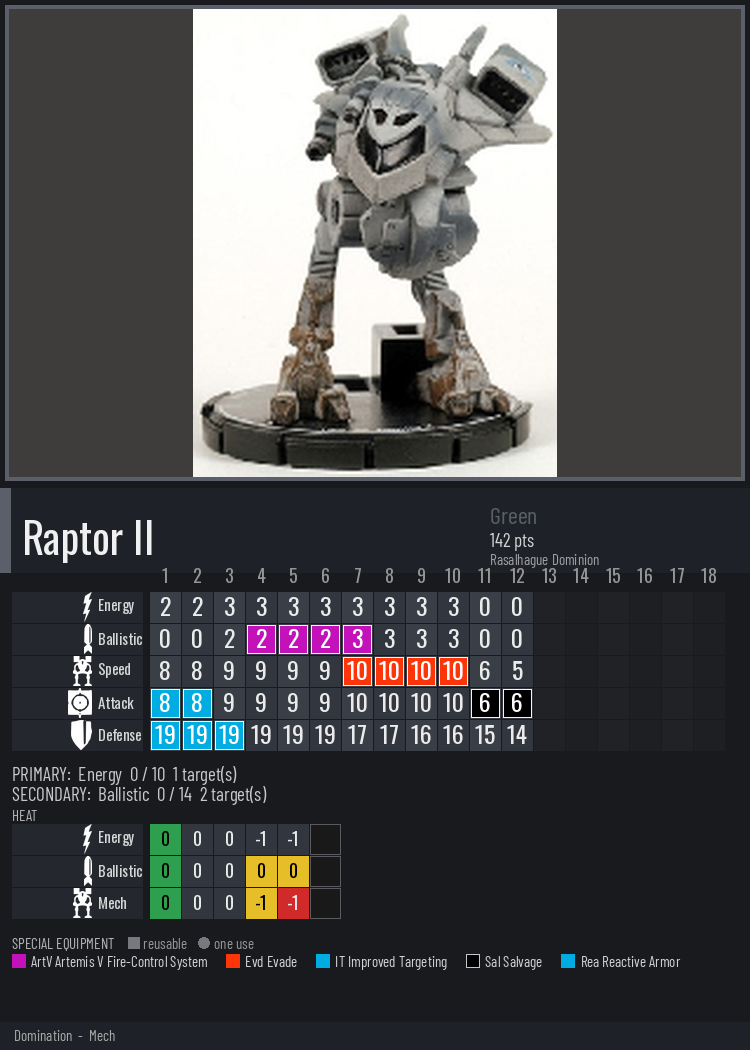 Raptor II
Green
142 pts
Rasalhague Dominion
1 2 3 4 5 6 7 8 9 10 11 12 13 14 15 16 17 18
Energy 2 2 3 3 3 3 3 3 3 3 0 0
Ballistic 0 0 2 2 2 2 3 3 3 3 0 0
Speed 8 8 9 9 9 9 10 10 10 10 6 5
Attack 8 8 9 9 9 9 10 10 10 10 6 6
Defense 19 19 19 19 19 19 17 17 16 16 15 14
PRIMARY: Energy 0 / 10 1 target(s)
SECONDARY: Ballistic 0 / 14 2 target(s)
HEAT
Energy 0 0 0 -1 -1
Ballistic 0 0 0 0 0
Mech 0 0 0 -1 -1
SPECIAL EQUIPMENT reusable one use
ArtV Artemis V Fire-Control System Evd Evade IT Improved Targeting Sal Salvage Rea Reactive Armor
Domination - Mech